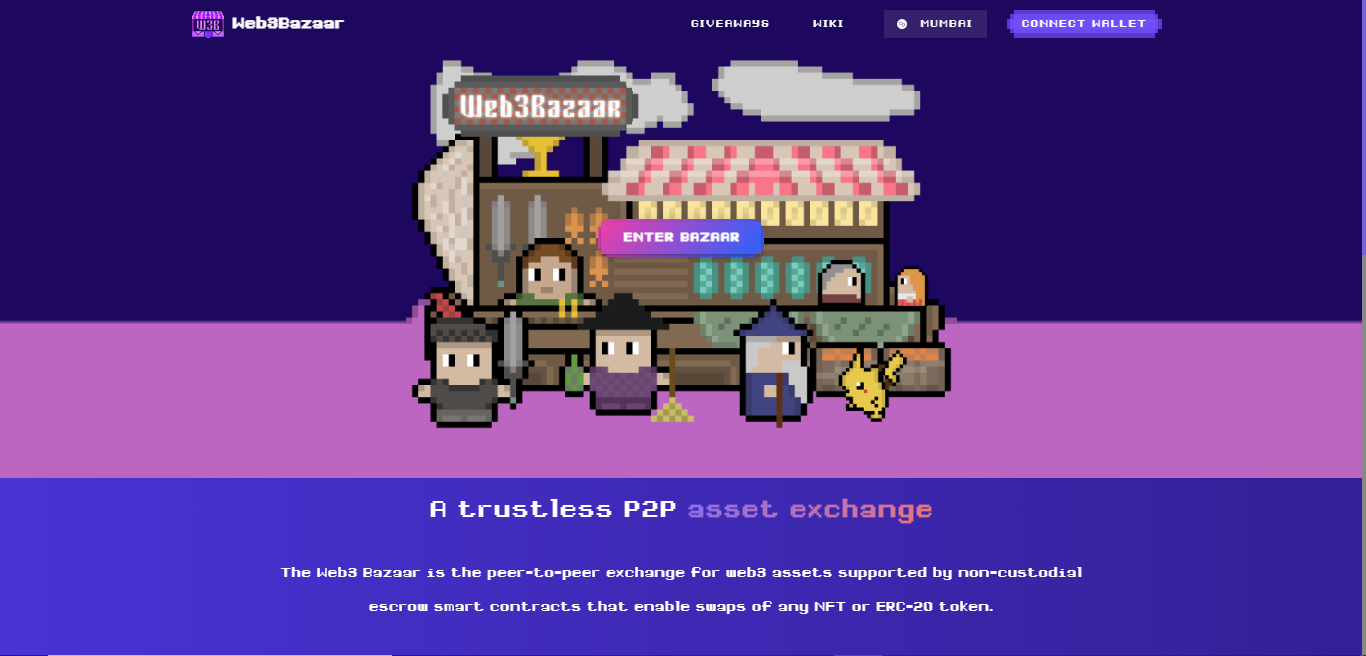 W3B Web3Bazaar GIVEAWAYS WIKI MUMBAI CONNECT WALLET
Web3Bazaar
ENTER BAZAAR
A trustless P2P asset exchange
The Web3 Bazaar is the peer-to-peer exchange for web3 assets supported by non-custodial
escrow smart contracts that enable swaps of any NFT or ERC-20 token.